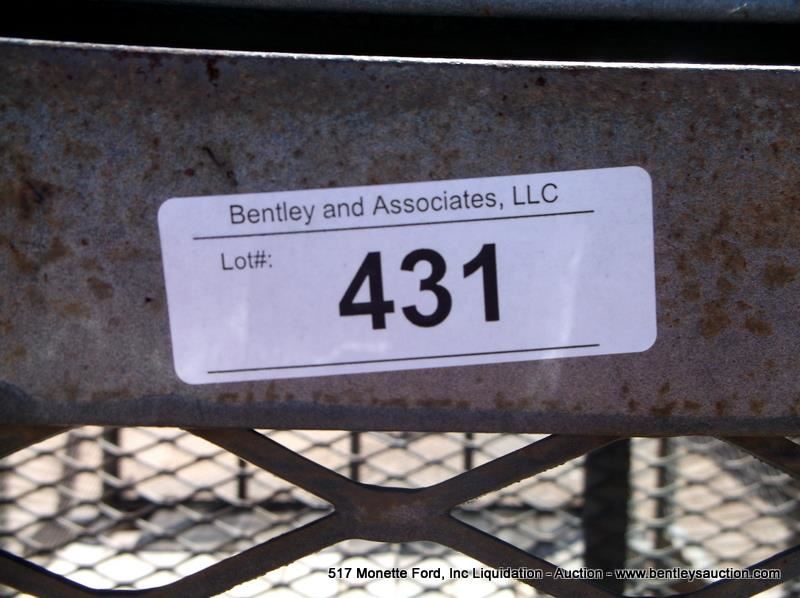 Bentley and Associates, LLC
Lot#:
431
517 Monette Ford, Inc Liquidation - Auction - www.bentleysauction.com